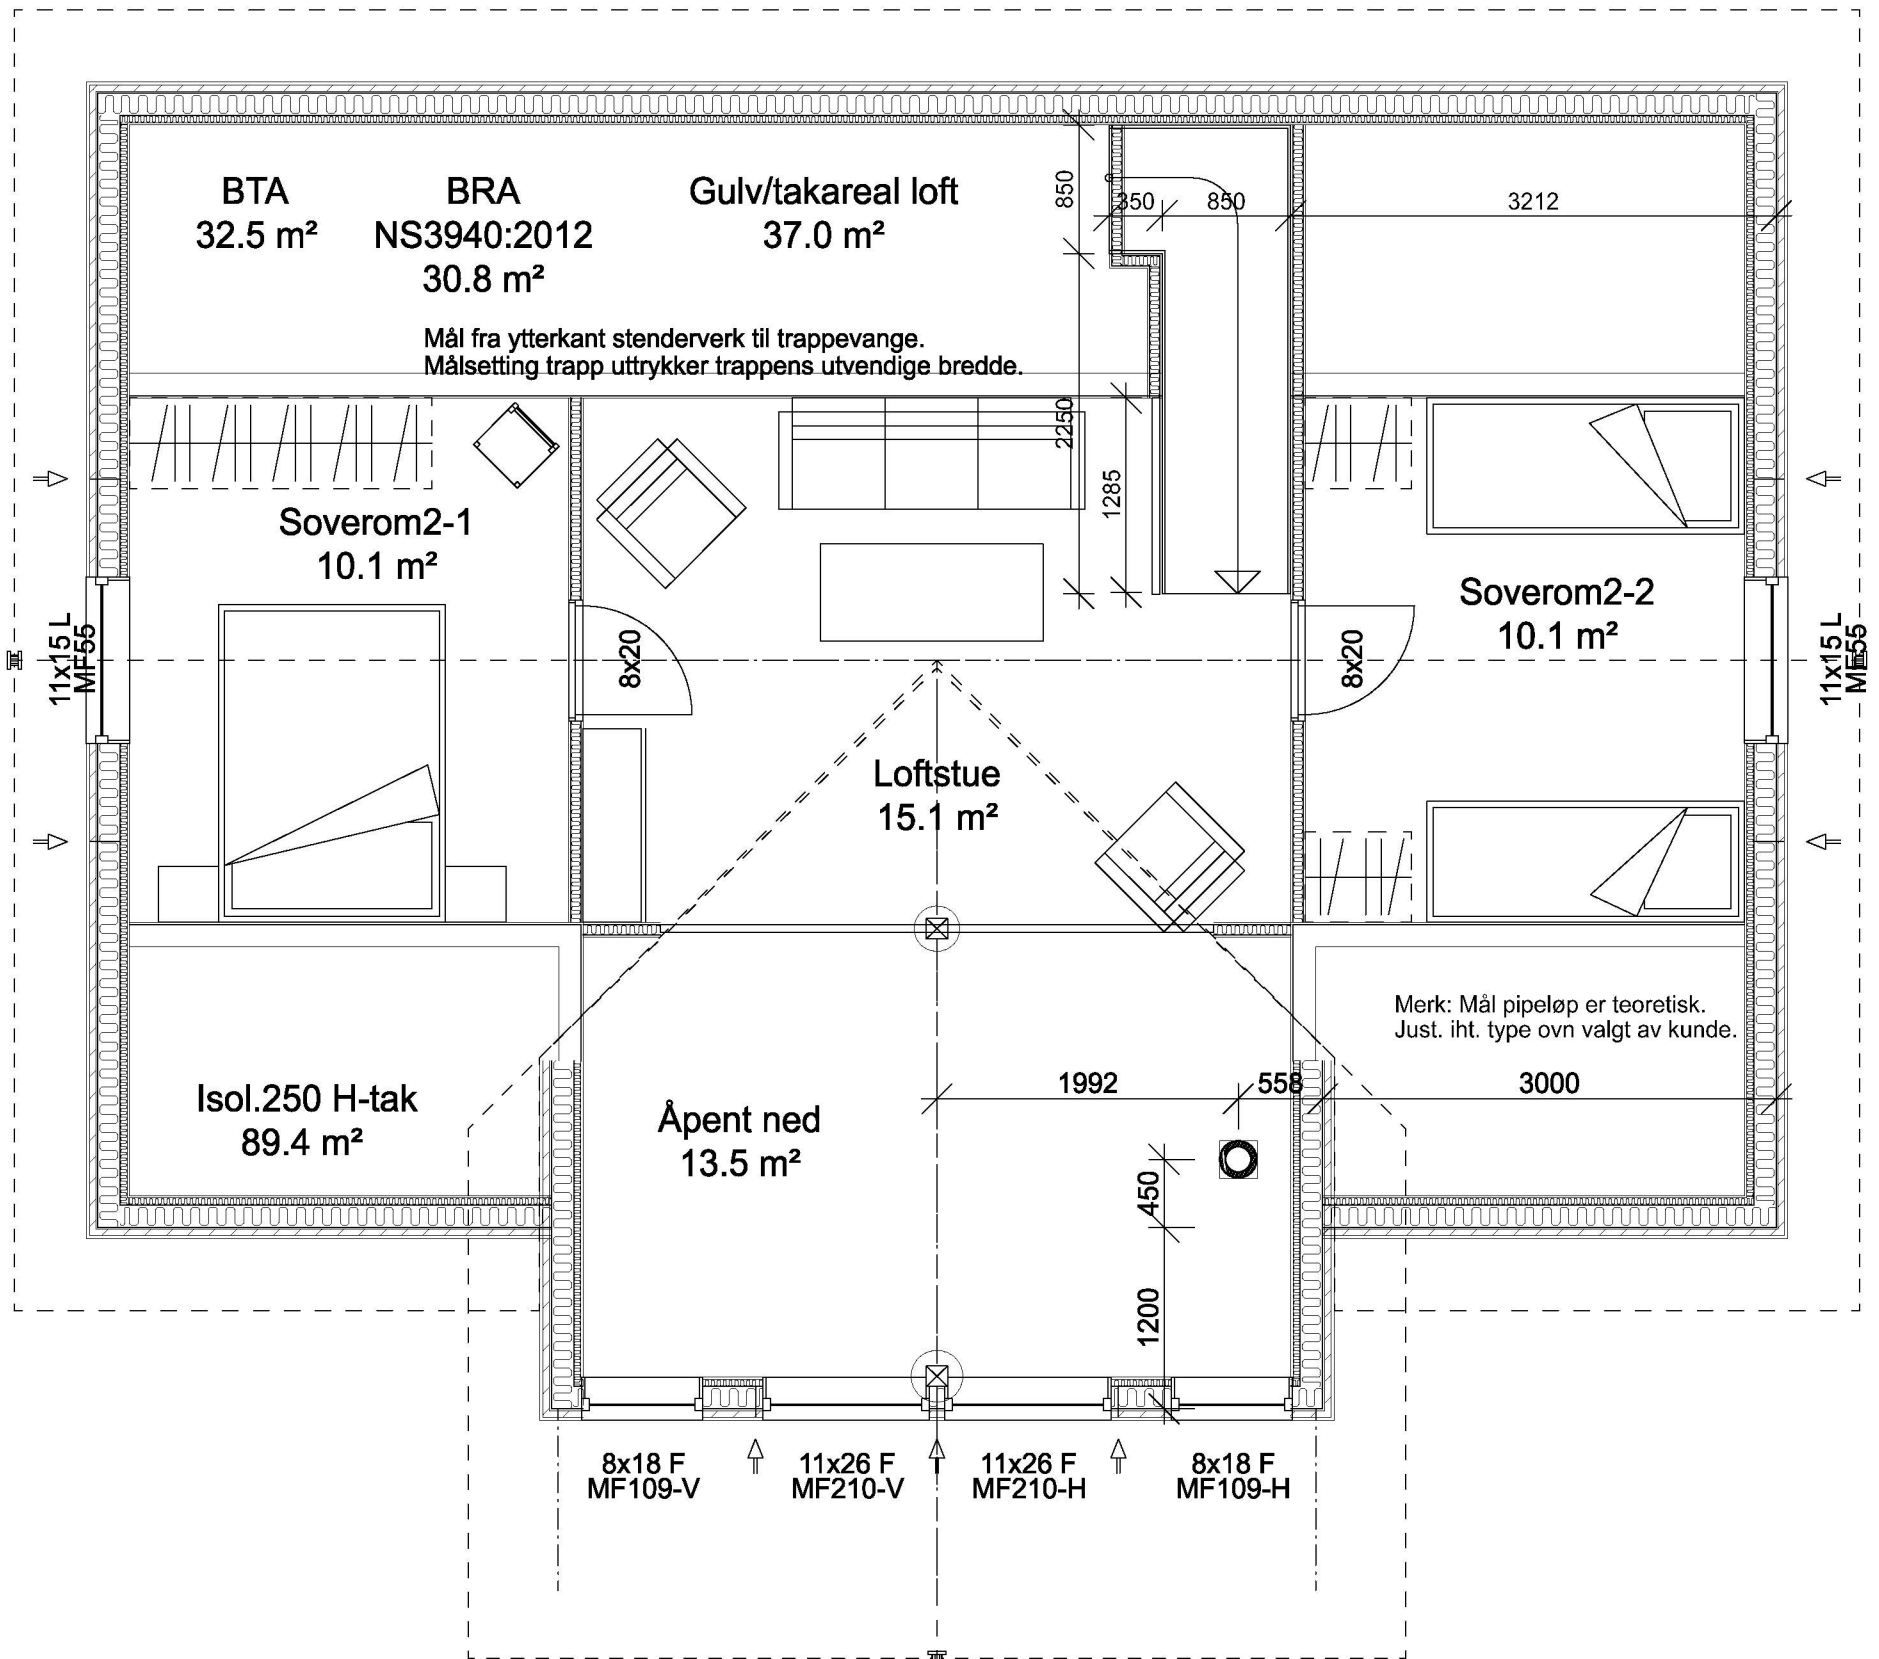 BTA
32.5 m²
BRA
NS3940:2012
30.8 m²
Gulv/takareal loft
37.0 m²
850
350
850
3212
Mål fra ytterkant stenderverk til trappevange.
Målsetting trapp uttrykker trappens utvendige bredde.
2250
1285
Soverom2-1
10.1 m²
Soverom2-2
10.1 m²
11x15 L
MF55
8x20
8x20
11x15 L
MF55
Loftstue
15.1 m²
Merk: Mål pipeløp er teoretisk.
Just. iht. type ovn valgt av kunde.
Isol.250 H-tak
89.4 m²
Åpent ned
13.5 m²
1992
558
3000
450
1200
8x18 F
MF109-V
11x26 F
MF210-V
11x26 F
MF210-H
8x18 F
MF109-H